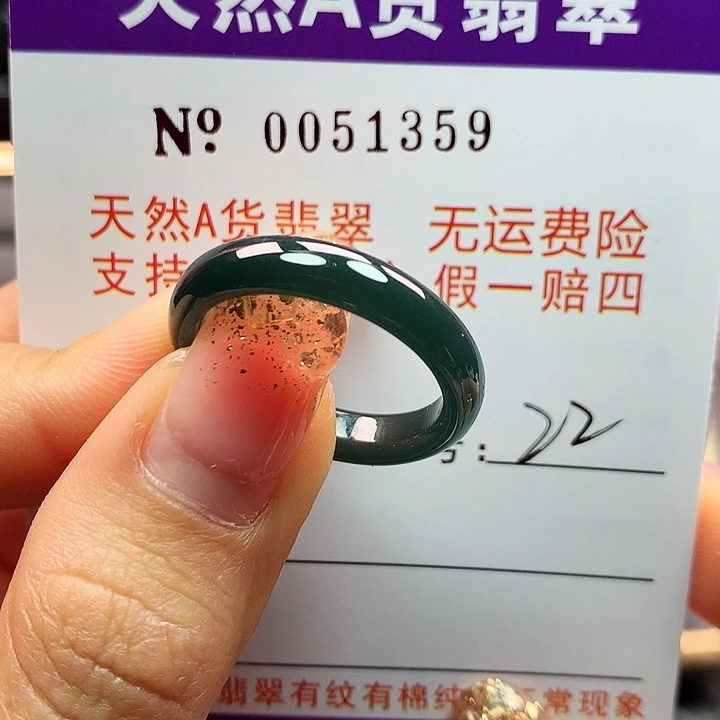 天然A货翡翠
Nº 0051359
天然A货翡翠 无运费险
支持 假一赔四
号: 22
翡翠有纹有棉纯 常现象